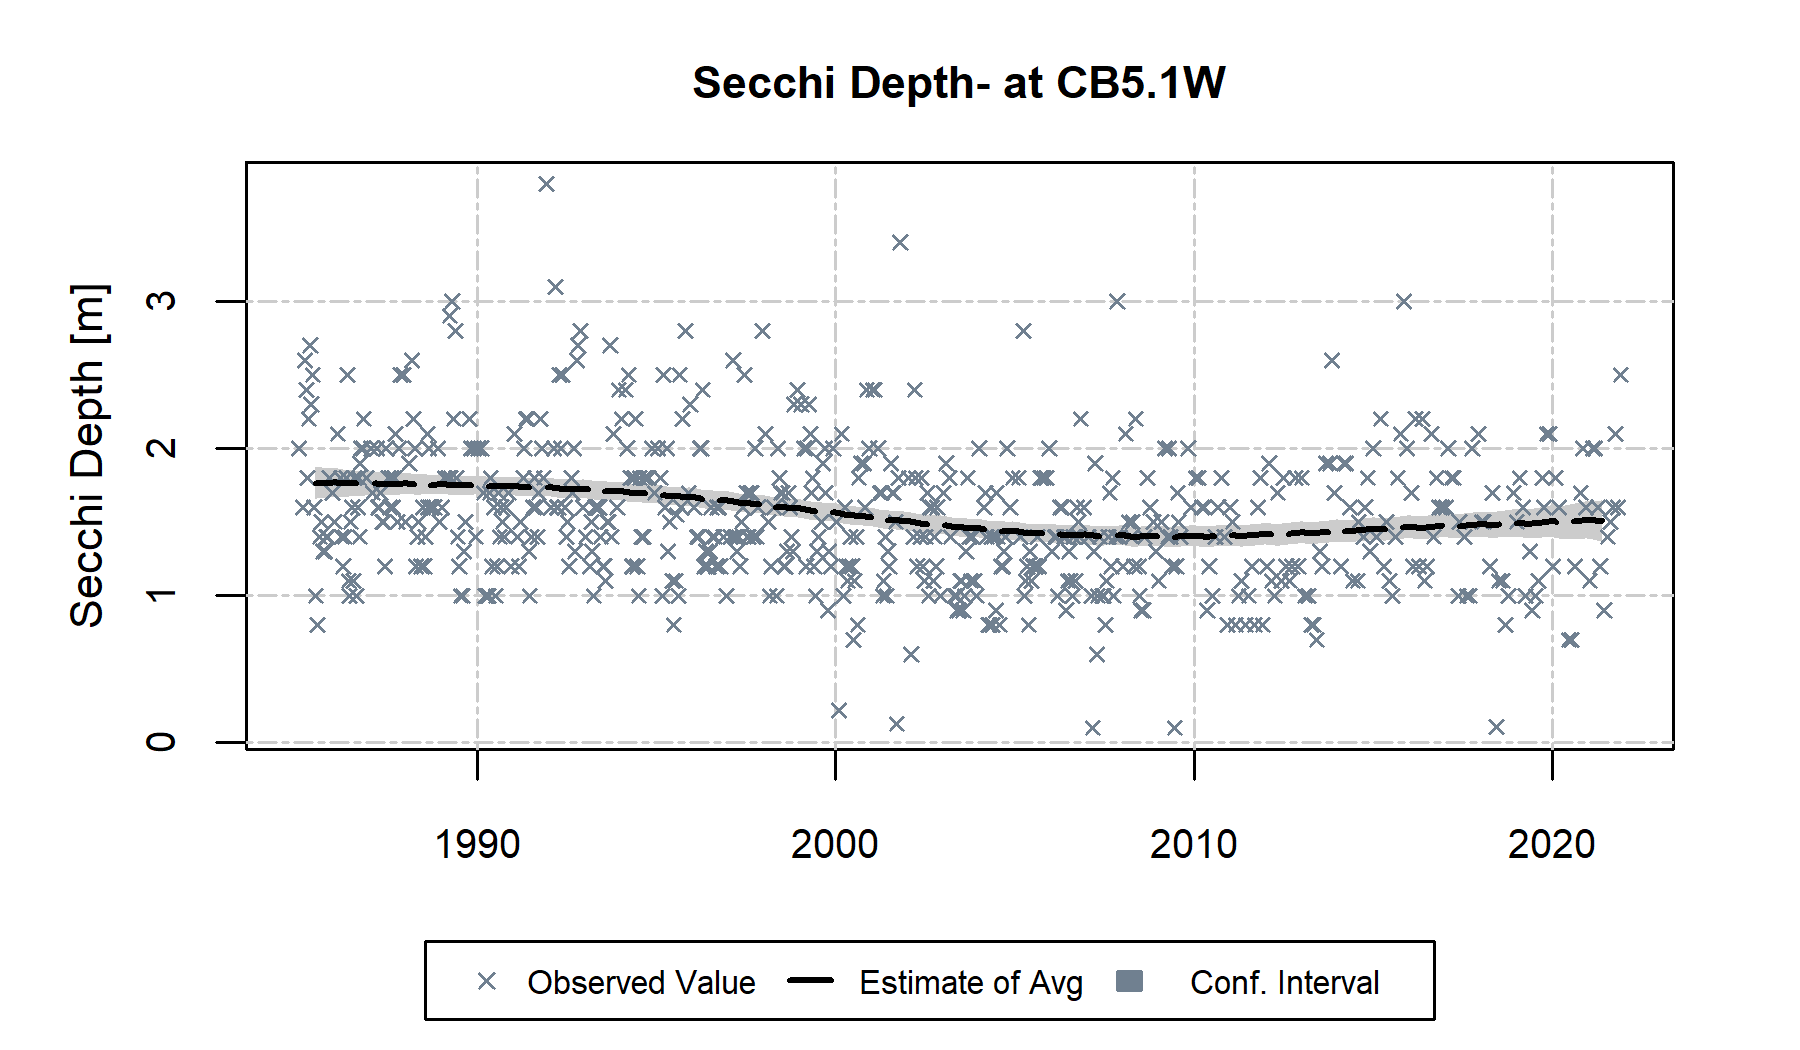 Secchi Depth- at CB5.1W
Secchi Depth [m]
3
2
1
0
1990 2000 2010 2020
Observed Value Estimate of Avg Conf. Interval